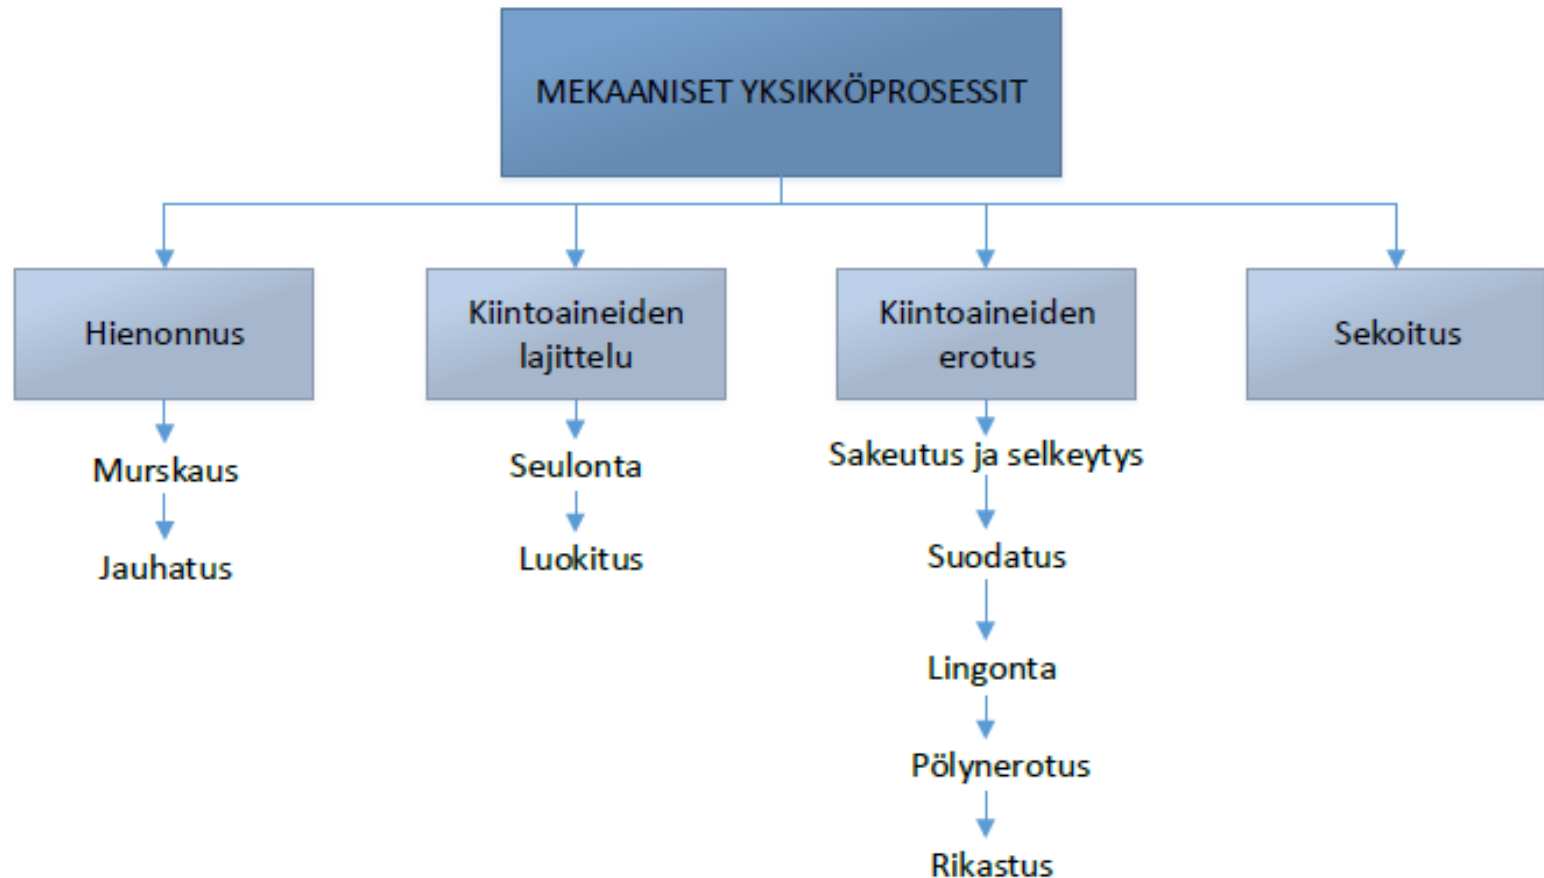 MEKAANISET YKSIKKÖPROSESSIT
Hienonnus
Murskaus
Jauhatus
Kiintoaineiden
lajittelu
Seulonta
Luokitus
Kiintoaineiden
erotus
Sakeutus ja selkeytys
Suodatus
Lingonta
Pölynerotus
Rikastus
Sekoitus